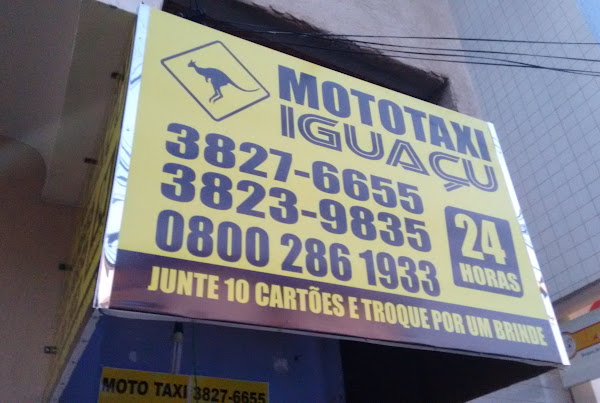 MOTOTAXI
IGUAÇU
3827-6655
3823-9835
0800 286 1933
24
HORAS
JUNTE 10 CARTÕES E TROQUE POR UM BRINDE
MOTO TAXI 3827-6655